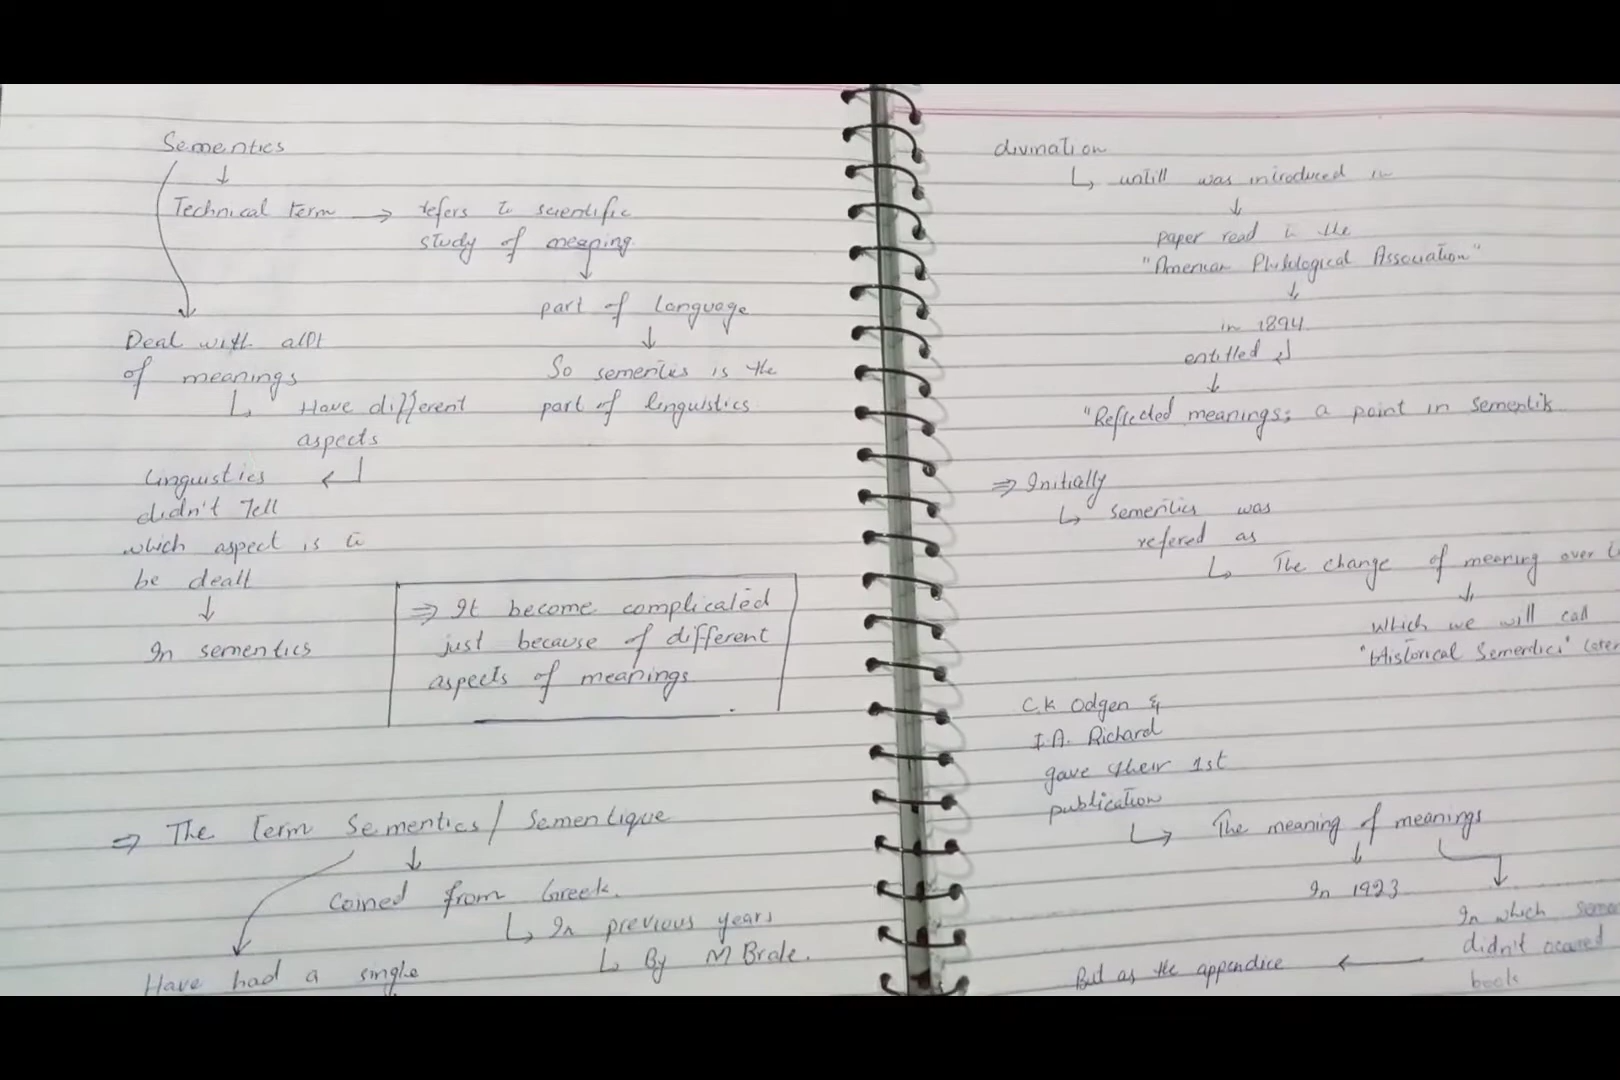 Sementics
Technical term → refers to scientific
study of meaning
part of language
So sementics is the
part of linguistics
Deal with allt
of meanings
Have different
aspects
linguistics
didn't tell
which aspect is to
be dealt
In sementics
⇒ It become complicated
just because of different
aspects of meanings
⇒ The term Sementics/ Sementique
Coined from Greek.
In previous years
By M Brale.
Have had a single
divination
untill was introduced in
paper read in the
"American Philological Association"
in 1894
entitled
"Reflected meanings; a point in sementik
⇒ Initially
sementics was
refered as
The change of meaning over
which we will call
"Historical Sementics" later
C.K Odgen &
I.A. Richard
gave their 1st
publication
The meaning of meanings
In 1923
In which
didn't occured
book
But as the appendice